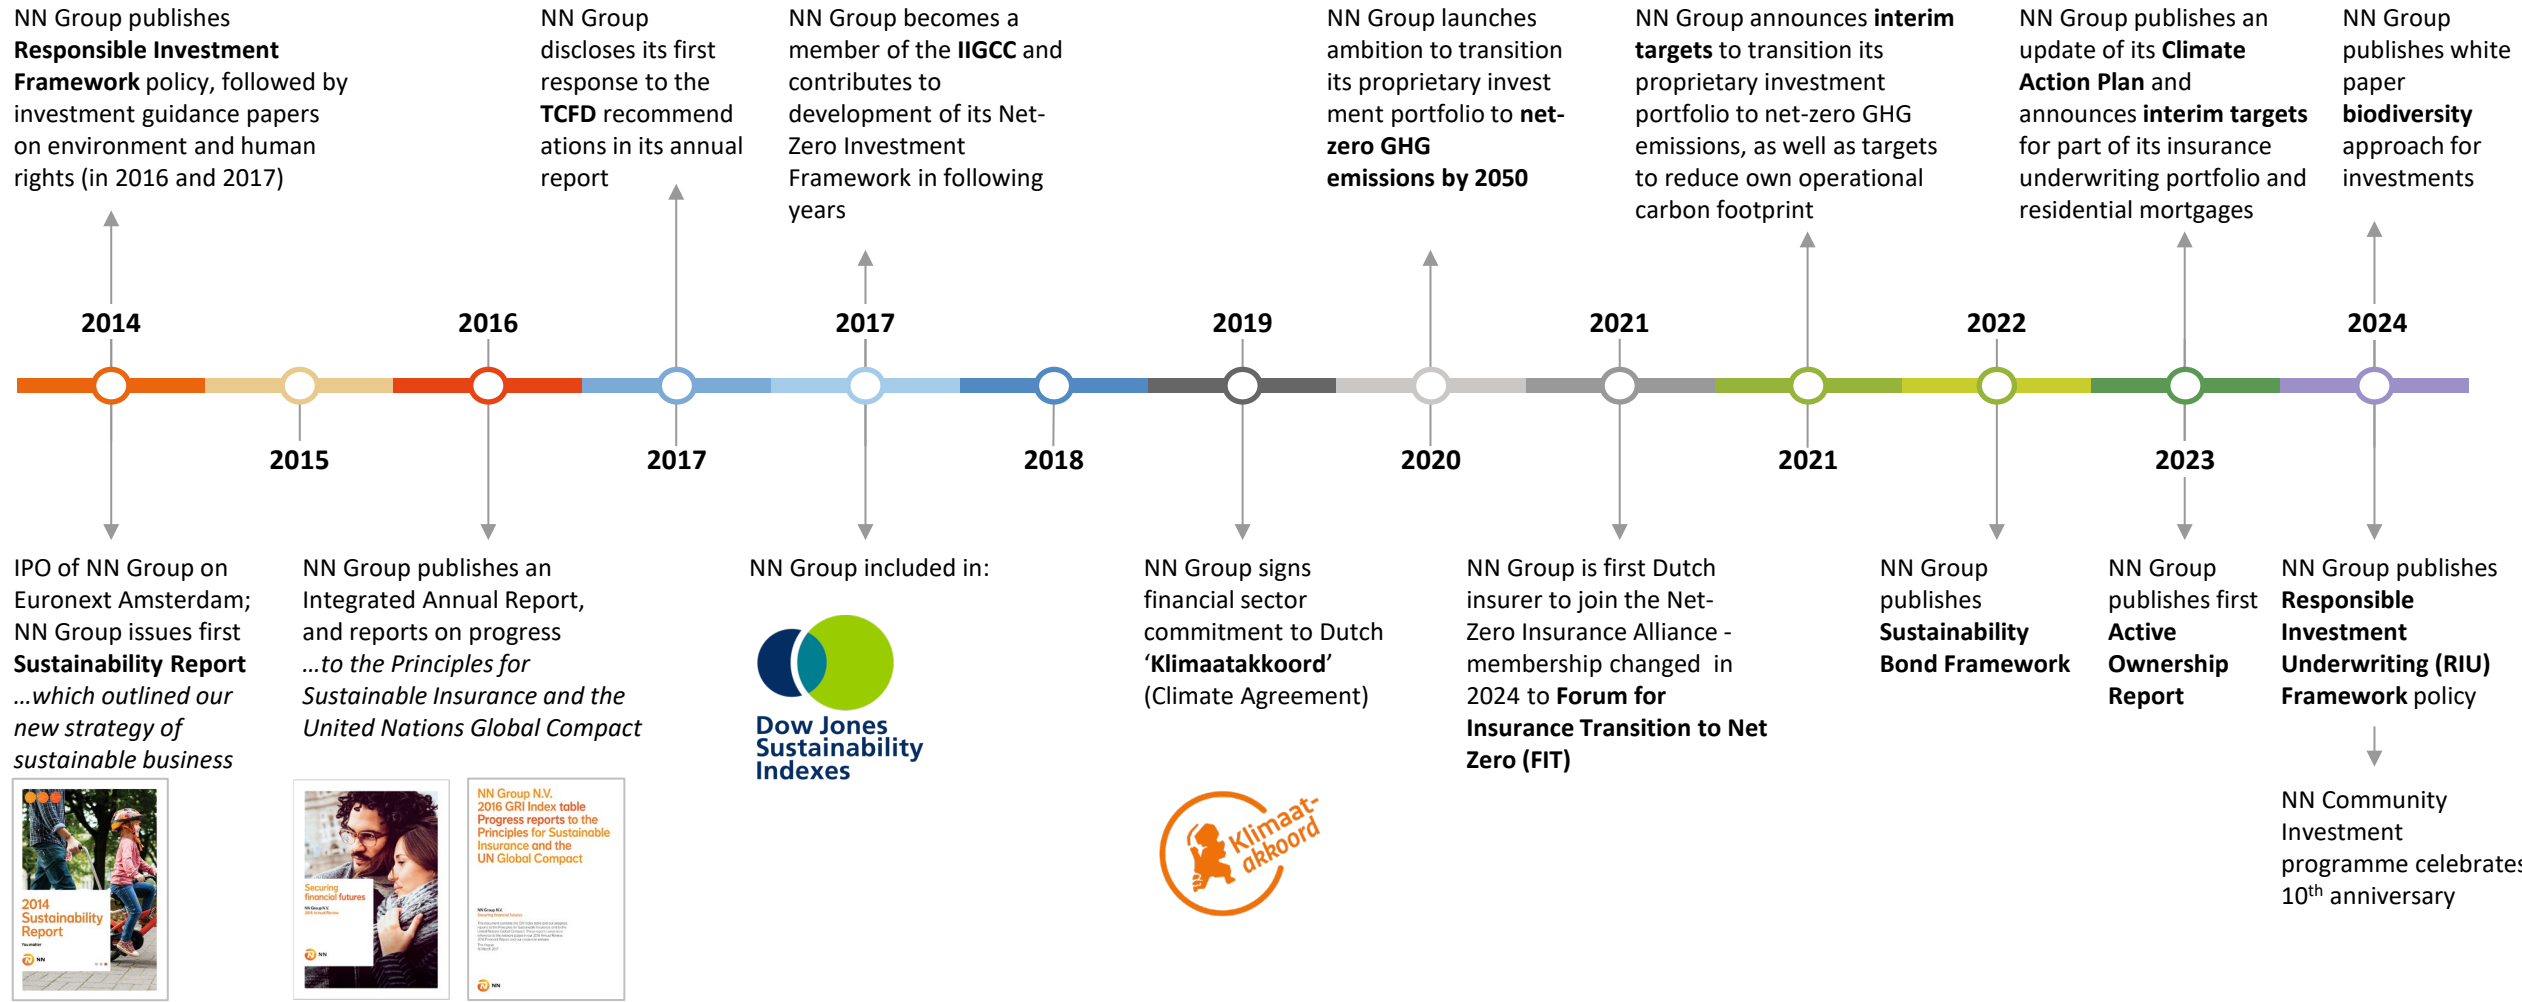 NN Group publishes
Responsible Investment
Framework policy, followed by
investment guidance papers
on environment and human
rights (in 2016 and 2017)
NN Group
discloses its first
response to the
TCFD recommend
ations in its annual
report
NN Group becomes a
member of the IIGCC and
contributes to
development of its Net-
Zero Investment
Framework in following
years
NN Group launches
ambition to transition
its proprietary invest
ment portfolio to net-
zero GHG
emissions by 2050
NN Group announces interim
targets to transition its
proprietary investment
portfolio to net-zero GHG
emissions, as well as targets
to reduce own operational
carbon footprint
NN Group publishes an
update of its Climate
Action Plan and
announces interim targets
for part of its insurance
underwriting portfolio and
residential mortgages
NN Group
publishes white
paper
biodiversity
approach for
investments
2014
2016
2017
2019
2021
2022
2024
2015
2017
2018
2020
2021
2023
IPO of NN Group on
Euronext Amsterdam;
NN Group issues first
Sustainability Report
...which outlined our
new strategy of
sustainable business
2014
Sustainability
Report
You matter
NN
NN Group publishes an
Integrated Annual Report,
and reports on progress
...to the Principles for
Sustainable Insurance and the
United Nations Global Compact
Securing
financial futures
NN Group N.V.
2016 Annual Review
NN
NN Group N.V.
2016 GRI Index table
Progress reports to the
Principles for Sustainable
Insurance and the
UN Global Compact
NN Group N.V.
Securing financial futures
NN
NN Group included in:
Dow Jones
Sustainability
Indexes
NN Group signs
financial sector
commitment to Dutch
‘Klimaatakkoord’
(Climate Agreement)
Klimaat-
akkoord
NN Group is first Dutch
insurer to join the Net-
Zero Insurance Alliance -
membership changed in
2024 to Forum for
Insurance Transition to Net
Zero (FIT)
NN Group
publishes
Sustainability
Bond Framework
NN Group
publishes first
Active
Ownership
Report
NN Group publishes
Responsible
Investment
Underwriting (RIU)
Framework policy
NN Community
Investment
programme celebrates
10th anniversary